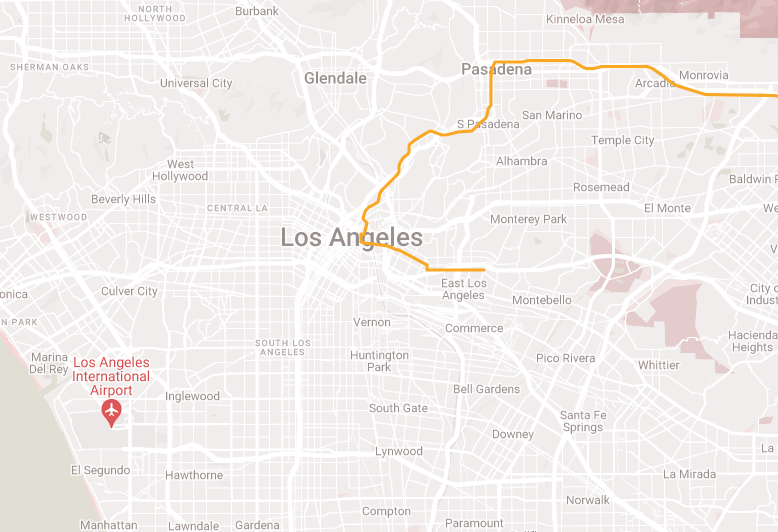 NORTH
HOLLYWOOD
Burbank
Kinneloa Mesa
SHERMAN OAKS
Universal City
Glendale
Pasadena
Monrovia
Arcadia
S Pasadena
San Marino
Temple City
West
Hollywood
Alhambra
Rosemead
Baldwin P
Beverly Hills
CENTRAL LA
WESTWOOD
Monterey Park
El Monte
We
Los Angeles
Culver City
onica
East Los
Angeles
Montebello
City of
Indust
N PARK
Vernon
Commerce
Hacienda
Heights
SOUTH LOS
ANGELES
Marina
Del Rey
Los Angeles
International
Airport
Huntington
Park
Pico Rivera
Whittier
Inglewood
Bell Gardens
South Gate
Santa Fe
Springs
Downey
Lynwood
La
El Segundo
Hawthorne
La Mirada
Norwalk
Compton
Manhattan
Lawndale
Gardena
Paramount